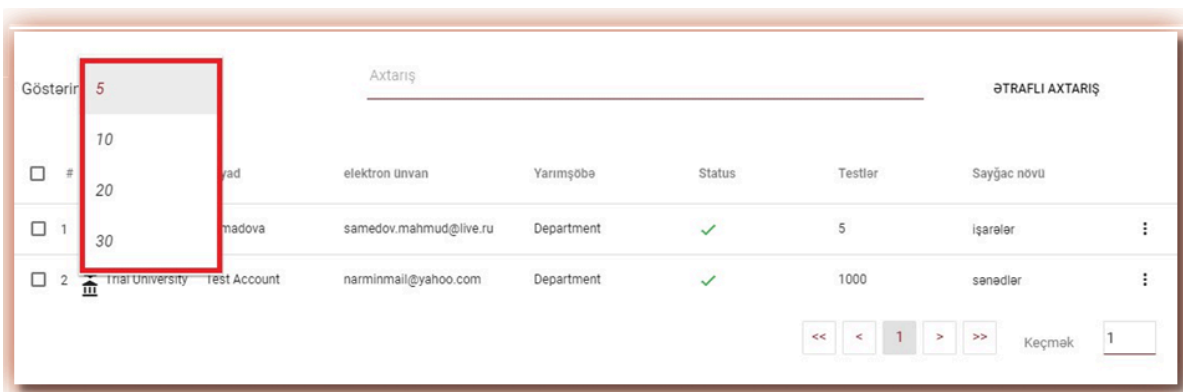 Göstərin 5
Axtarış
ƏTRAFLI AXTARIŞ
10
20
30
# yad elektron ünvan Yarımşöbə Status Testlər Sayğac növü
1 madova samedov.mahmud@live.ru Department 5 işarələr
2 Trial University Test Account narminmail@yahoo.com Department 1000 sənədlər
<< < 1 > >> Keçmək 1